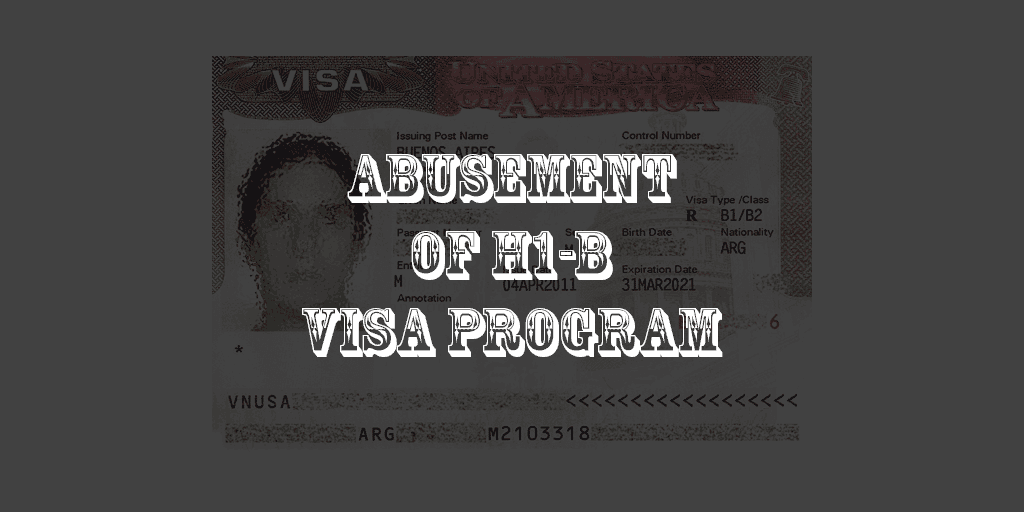 VISA UNITED STATES
OF AMERICA
Issuing Post Name Control Number
BUENOS AIRES
ABUSEMENT
Visa Type /Class
R B1/B2
Birth Date Nationality
OF H1-B
ARG
Expiration Date
M 04APR2011 31MAR2021
Annotation
VISA PROGRAM
6
*
VNUSA <<<<<<<<<<<<<<<<<<
ARG M2103318